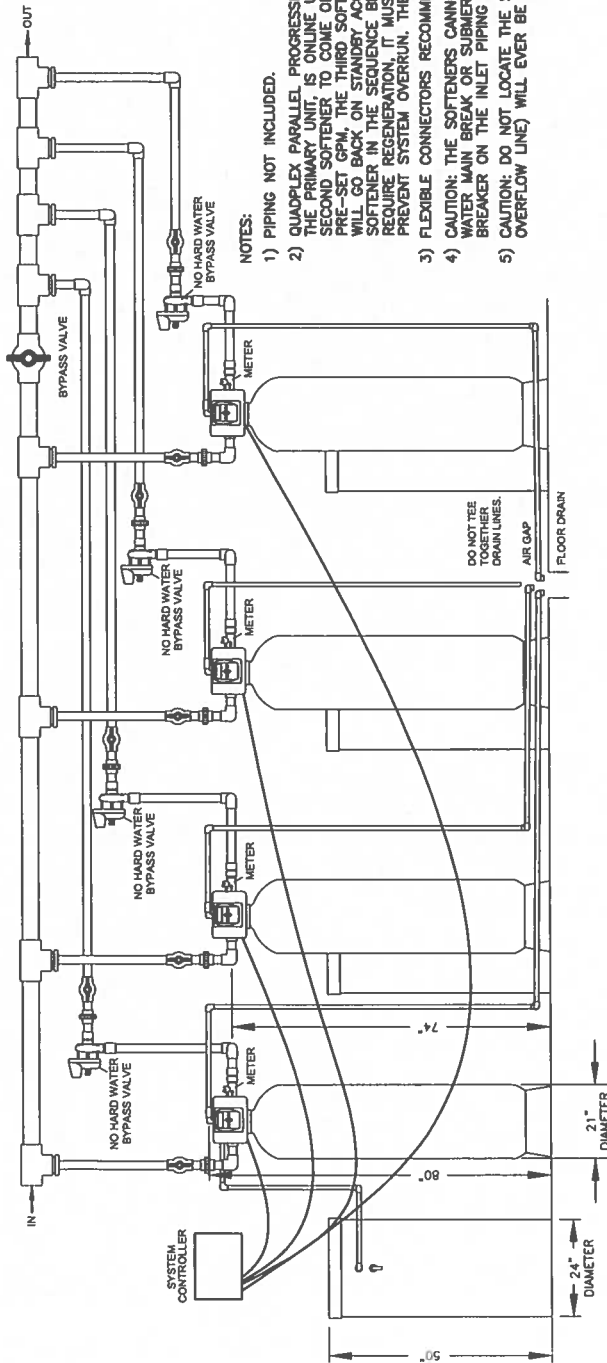 IN
OUT
BYPASS VALVE
NO HARD WATER
BYPASS VALVE
NO HARD WATER
BYPASS VALVE
NO HARD WATER
BYPASS VALVE
NO HARD WATER
BYPASS VALVE
SYSTEM
CONTROLLER
METER
METER
METER
METER
50"
24"
DIAMETER
80"
21"
DIAMETER
74"
DO NOT TEE
TOGETHER
DRAIN LINES.
AIR GAP
FLOOR DRAIN
NOTES:
1) PIPING NOT INCLUDED.
2) QUADPLEX PARALLEL PROGRESSI
THE PRIMARY UNIT, IS ONLINE
SECOND SOFTENER TO COME
PRE-SET GPM, THE THIRD SOFT
WILL GO BACK ON STANDBY ACC
SOFTENER IN THE SEQUENCE
REQUIRE REGENERATION, IT MUS
PREVENT SYSTEM OVERRUN. THE
3) FLEXIBLE CONNECTORS RECOMM
4) CAUTION: THE SOFTENERS CANN
WATER MAIN BREAK OR SUBMER
BREAKER ON THE INLET PIPING
5) CAUTION: DO NOT LOCATE THE
OVERFLOW LINE) WILL EVER BE